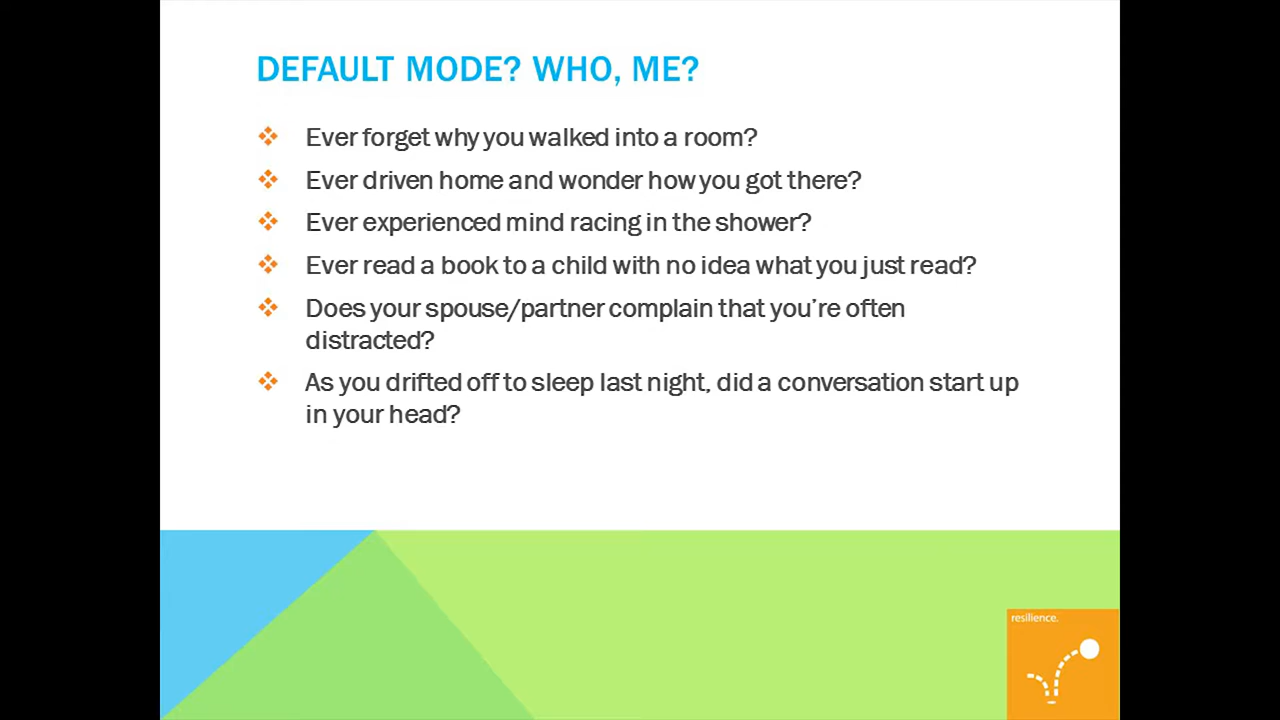 DEFAULT MODE? WHO, ME?
Ever forget why you walked into a room?
Ever driven home and wonder how you got there?
Ever experienced mind racing in the shower?
Ever read a book to a child with no idea what you just read?
Does your spouse/partner complain that you’re often
distracted?
As you drifted off to sleep last night, did a conversation start up
in your head?
resilience.